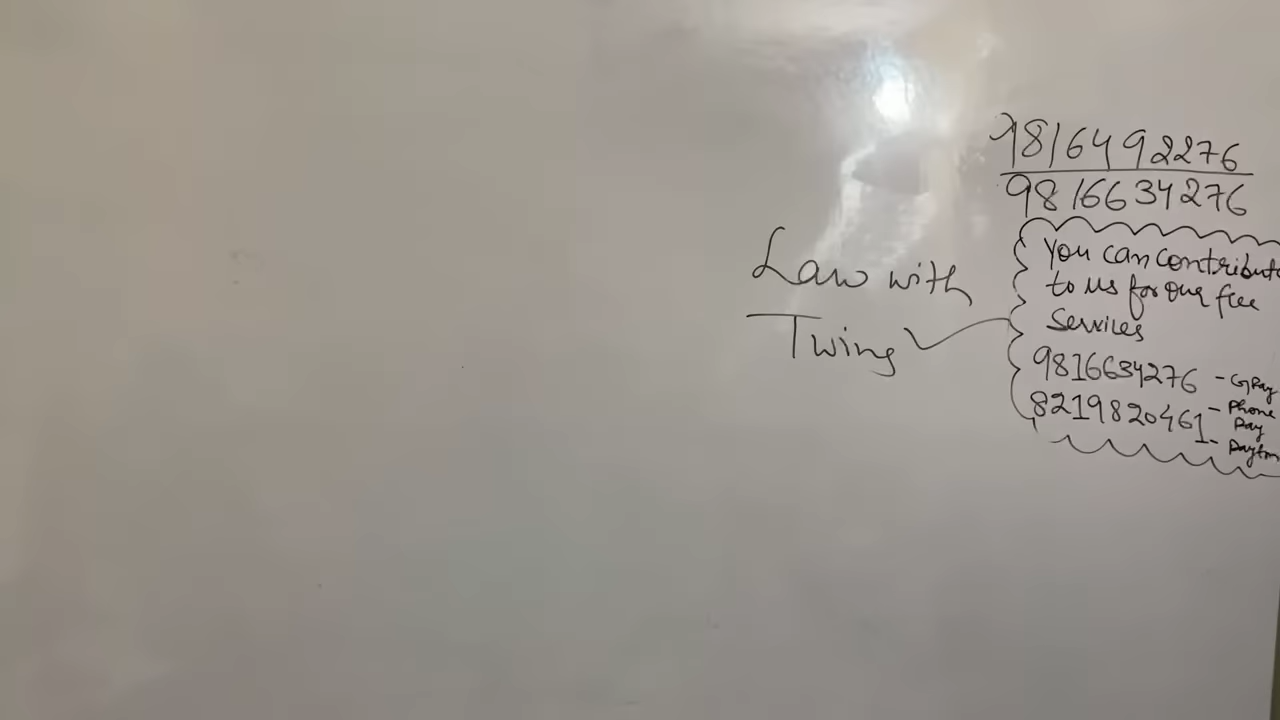 9816492276
9816634276
Law with
Twins
You can contribute
to us for our free
Services
9816634276 - G Pay
8219820461 - Phone
Pay
- Paytm